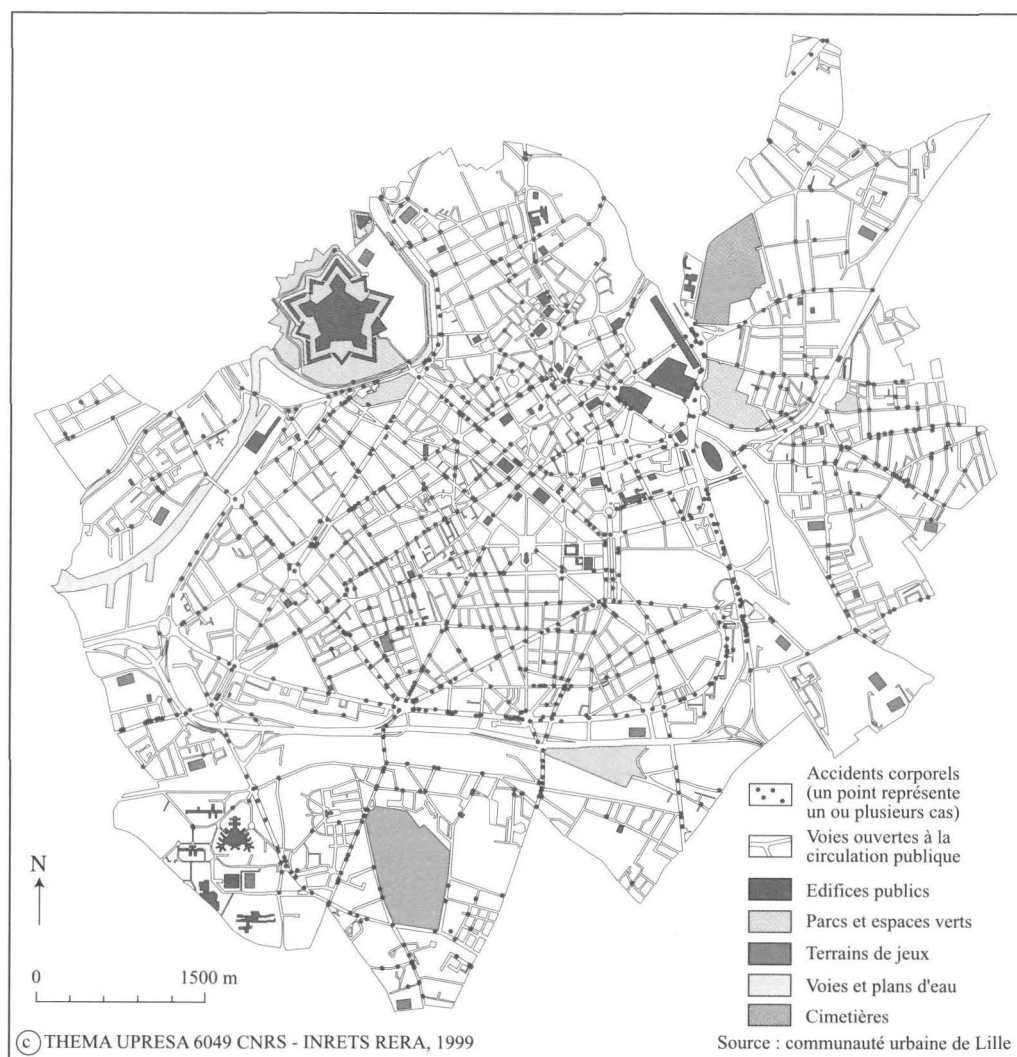 Accidents corporels
(un point représente
un ou plusieurs cas)
Voies ouvertes à la
circulation publique
Edifices publics
Parcs et espaces verts
Terrains de jeux
Voies et plans d'eau
Cimetières
N
0 1500 m
c THEMA UPRESA 6049 CNRS - INRETS RERA, 1999
Source : communauté urbaine de Lille